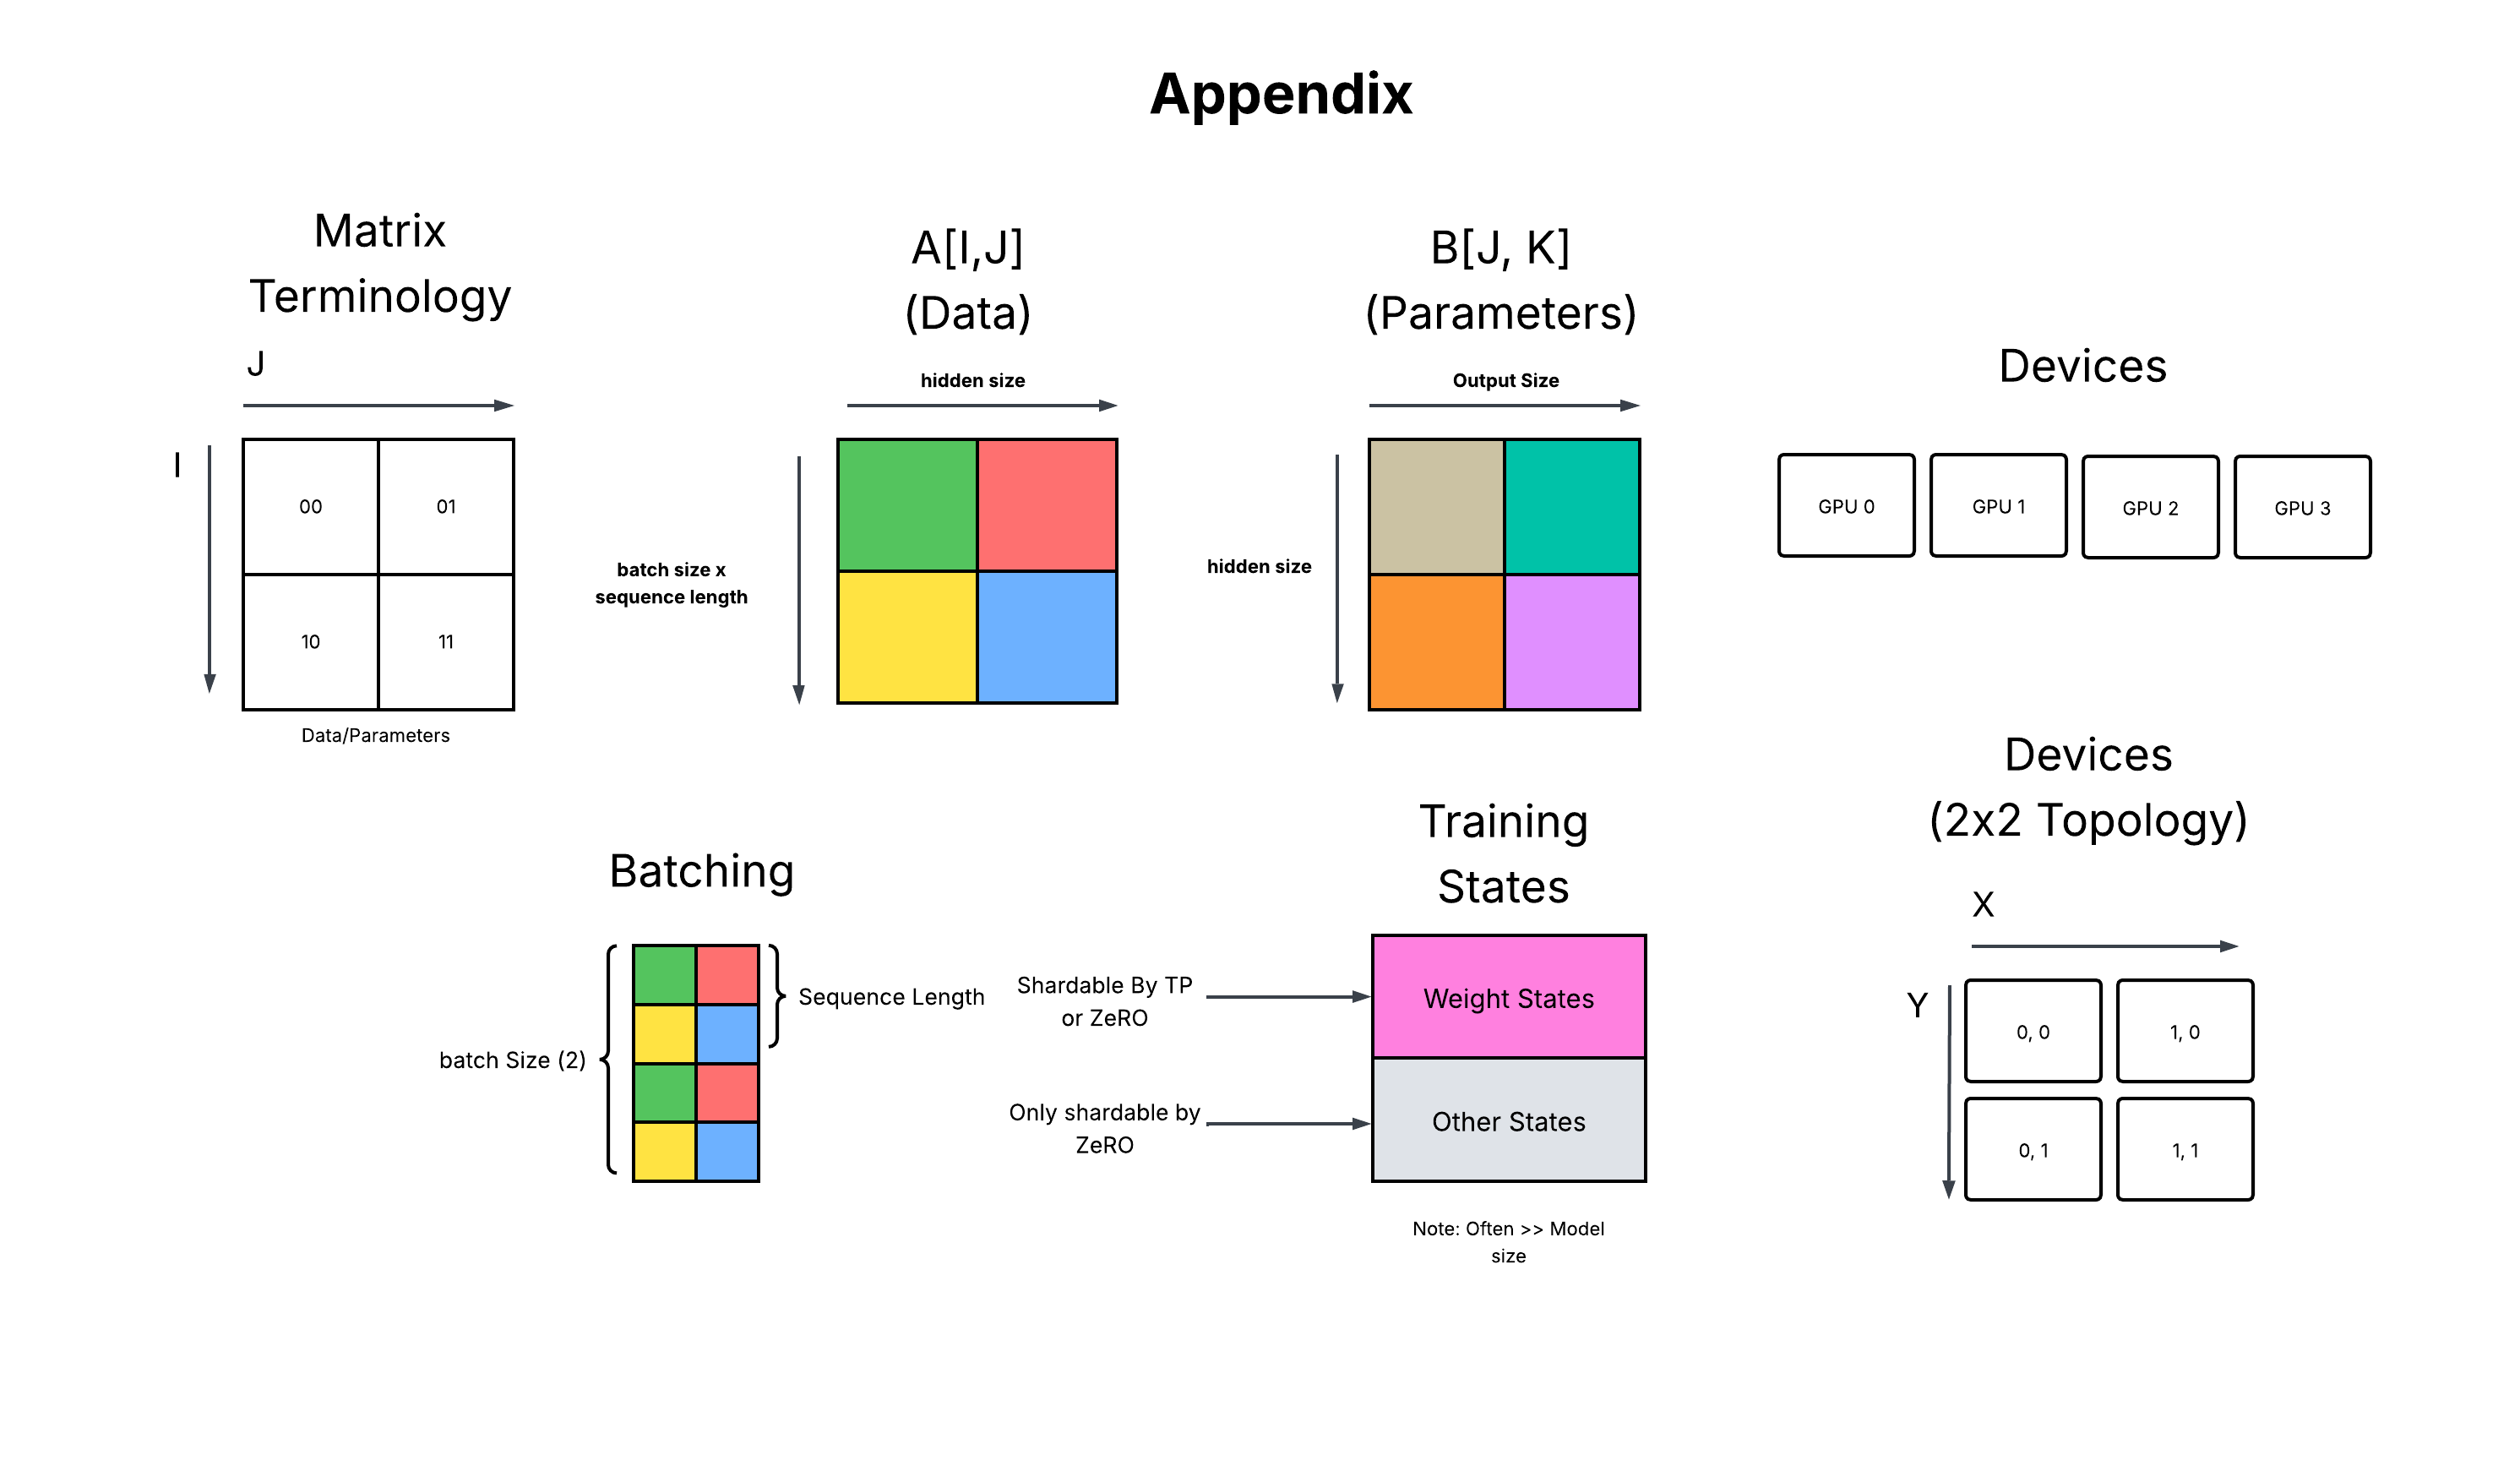 Appendix
Matrix
Terminology
J
I
00
01
10
11
Data/Parameters
A[I,J]
(Data)
hidden size
batch size x
sequence length
B[J, K]
(Parameters)
Output Size
hidden size
Devices
GPU 0
GPU 1
GPU 2
GPU 3
Batching
batch Size (2)
Sequence Length
Training
States
Shardable By TP
or ZeRO
Weight States
Only shardable by
ZeRO
Other States
Note: Often >> Model
size
Devices
(2x2 Topology)
X
Y
0, 0
1, 0
0, 1
1, 1